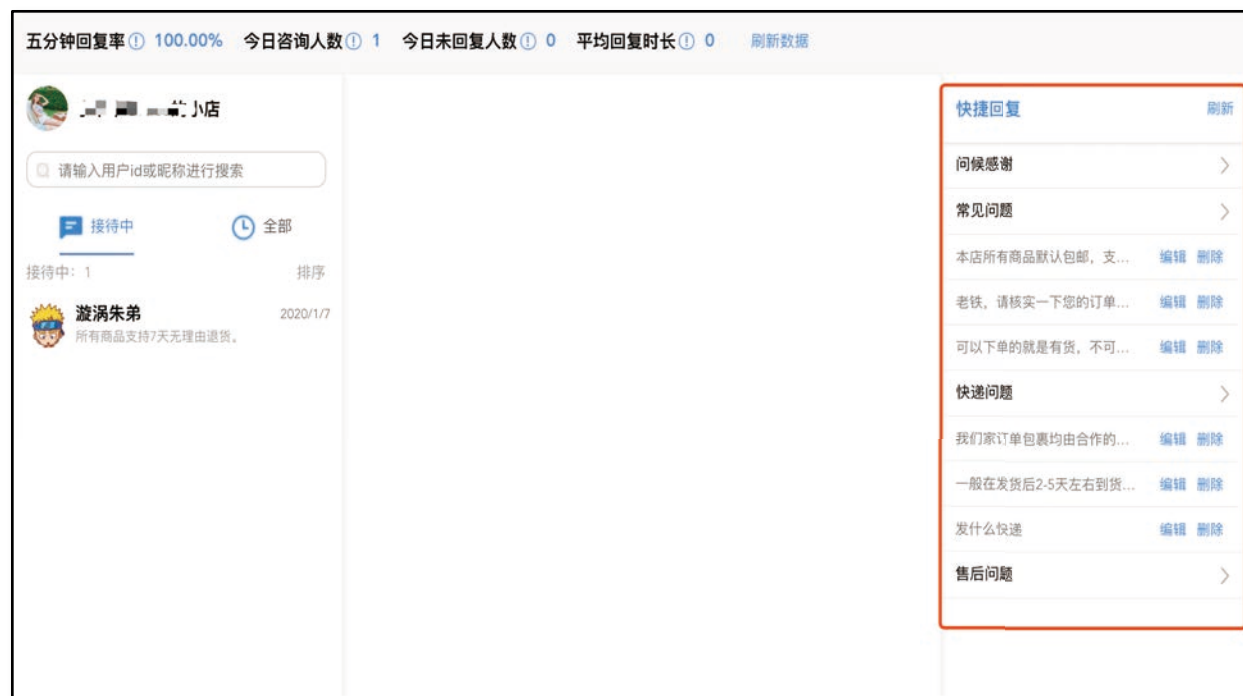 五分钟回复率 100.00% 今日咨询人数 1 今日未回复人数 0 平均回复时长 0 刷新数据
小店
请输入用户id或昵称进行搜索
接待中 全部
接待中：1 排序
漩涡朱弟 2020/1/7
所有商品支持7天无理由退货。
快捷回复 刷新
问候感谢
常见问题
本店所有商品默认包邮，支... 编辑 删除
老铁，请核实一下您的订单... 编辑 删除
可以下单的就是有货，不可... 编辑 删除
快递问题
我们家订单包裹均由合作的... 编辑 删除
一般在发货后2-5天左右到货... 编辑 删除
发什么快递 编辑 删除
售后问题